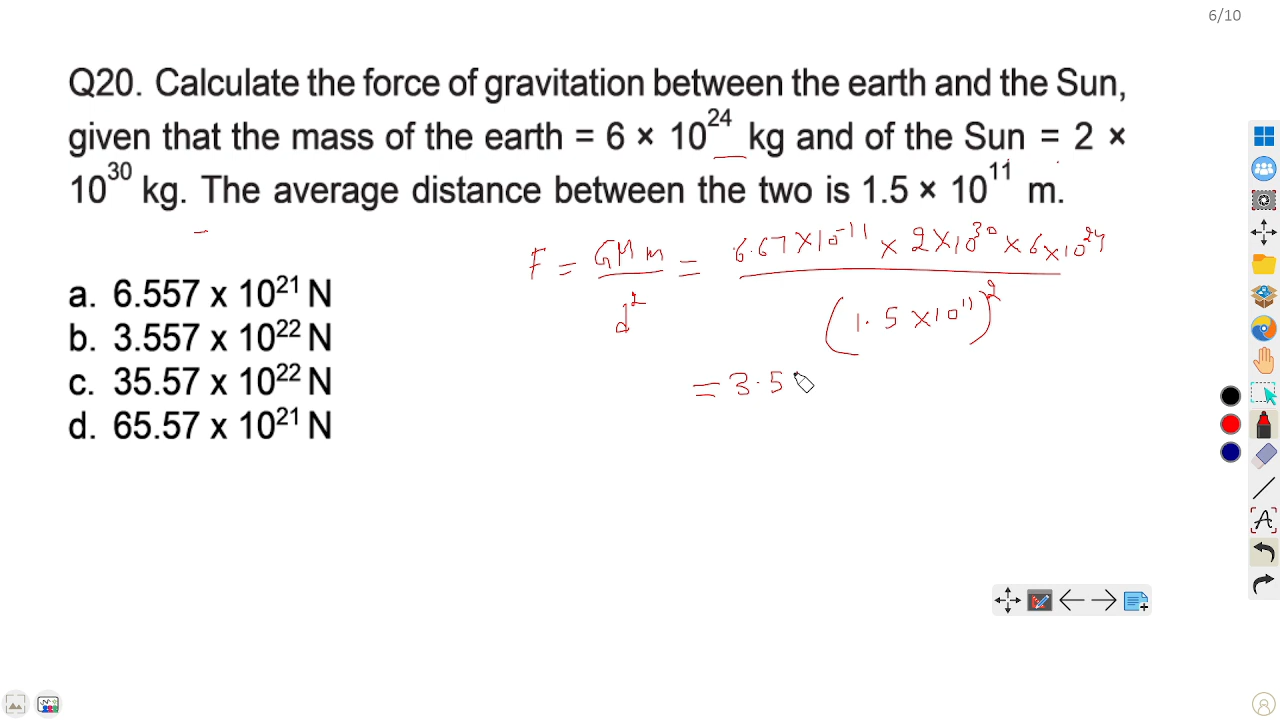 6/10
Q20. Calculate the force of gravitation between the earth and the Sun,
given that the mass of the earth = 6 × 10²⁴ kg and of the Sun = 2 ×
10³⁰ kg. The average distance between the two is 1.5 × 10¹¹ m.
F = GMm/d² = 6.67×10⁻¹¹ × 2×10³⁰ × 6×10²⁴/(1.5×10¹¹)²
= 3.5
a. 6.557 x 10²¹ N
b. 3.557 x 10²² N
c. 35.57 x 10²² N
d. 65.57 x 10²¹ N